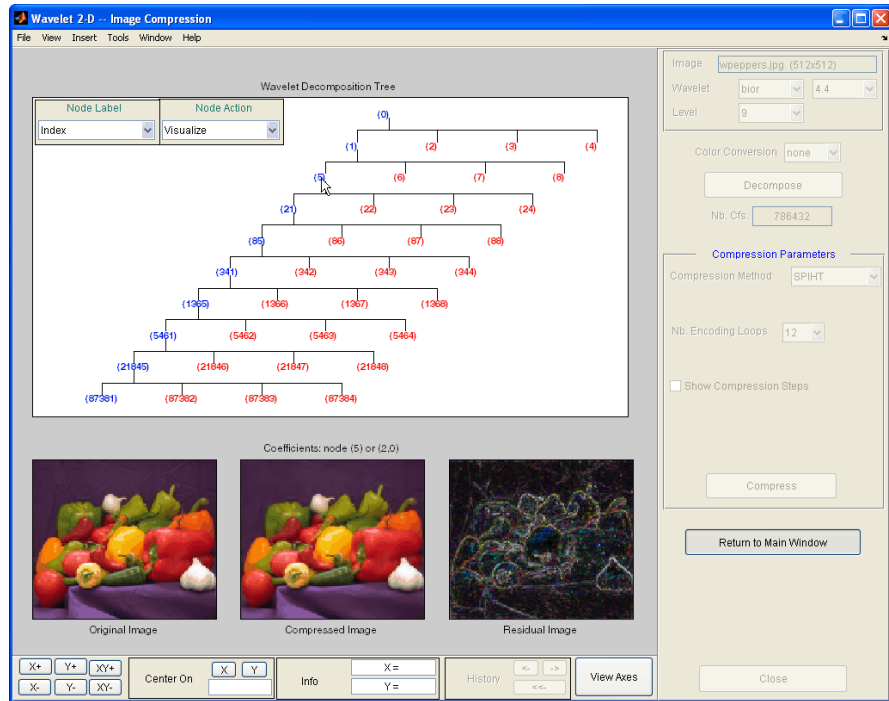 Wavelet 2-D -- Image Compression
File View Insert Tools Window Help
Wavelet Decomposition Tree
Node Label Node Action
Index Visualize
(0)
(1) (2) (3) (4)
(5) (6) (7) (8)
(21) (22) (23) (24)
(85) (86) (87) (88)
(341) (342) (343) (344)
(1365) (1366) (1367) (1368)
(5461) (5462) (5463) (5464)
(21845) (21846) (21847) (21848)
(87381) (87382) (87383) (87384)
Coefficients: node (5) or (2,0)
Original Image Compressed Image Residual Image
X+ Y+ XY+
X- Y- XY-
Center On X Y
Info X =
Y =
History <- ->
<<-
View Axes
Image wpeppers.jpg (512x512)
Wavelet bior 4.4
Level 9
Color Conversion none
Decompose
Nb. Cfs. 786432
Compression Parameters
Compression Method SPIHT
Nb. Encoding Loops 12
Show Compression Steps
Compress
Return to Main Window
Close